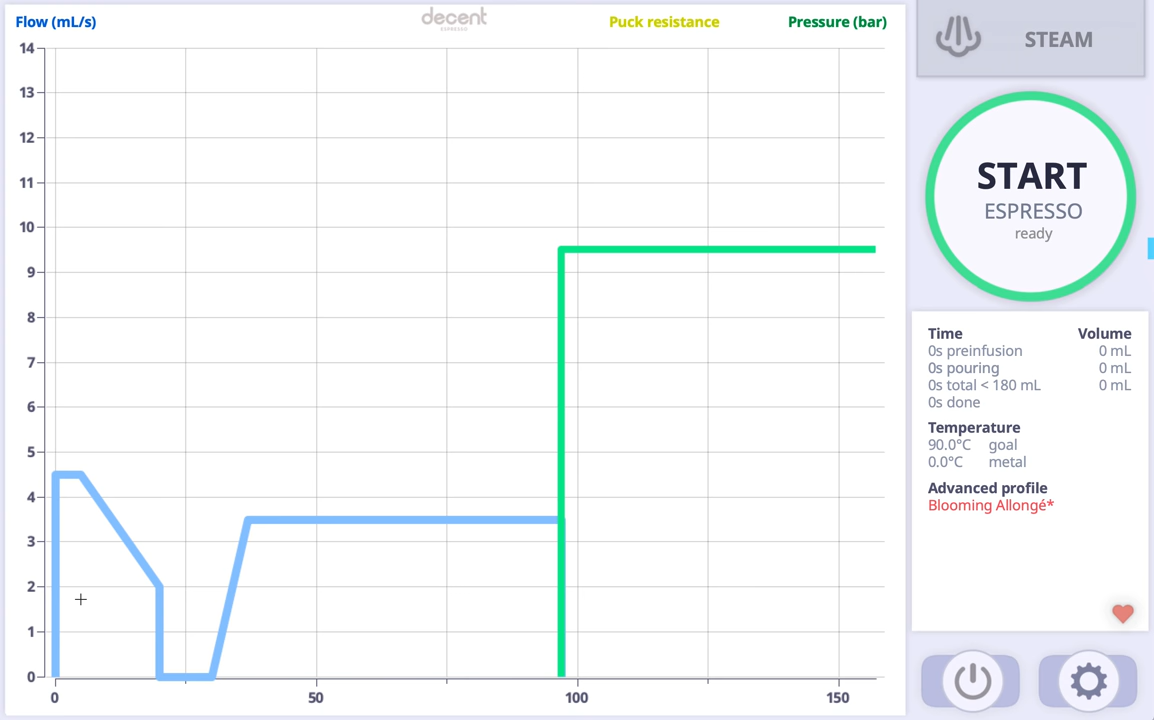 Flow (mL/s)
decent
ESPRESSO
Puck resistance
Pressure (bar)
14
13
12
11
10
9
8
7
6
5
4
3
2
1
0
0
50
100
150
STEAM
START
ESPRESSO
ready
Time Volume
0s preinfusion 0 mL
0s pouring 0 mL
0s total < 180 mL 0 mL
0s done
Temperature
90.0°C goal
0.0°C metal
Advanced profile
Blooming Allongé*